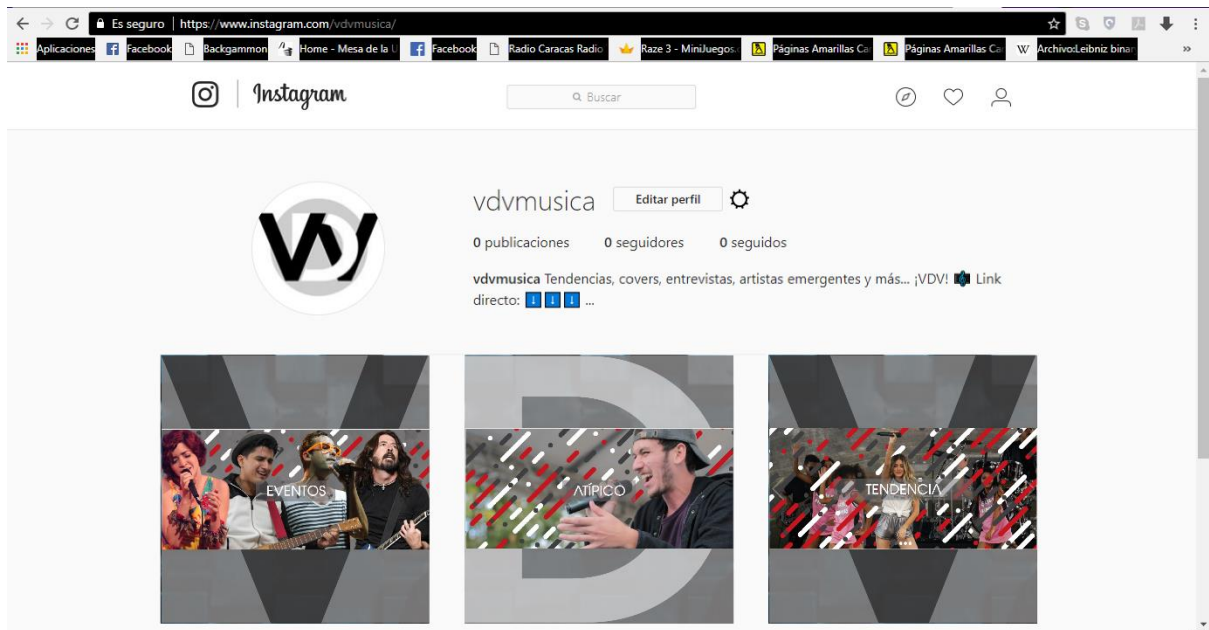 Es seguro | https://www.instagram.com/vdvmusica/
Aplicaciones Facebook Backgammon Home - Mesa de la U Facebook Radio Caracas Radio Raze 3 - MiniJuegos.c Páginas Amarillas Ca Páginas Amarillas Ca W Archivo:Leibniz binar »
Instagram Buscar
VDV
vdvmusica Editar perfil
0 publicaciones 0 seguidores 0 seguidos
vdvmusica Tendencias, covers, entrevistas, artistas emergentes y más... ¡VDV! Link
directo: ...
V D V
EVENTOS ATÍPICO TENDENCIA